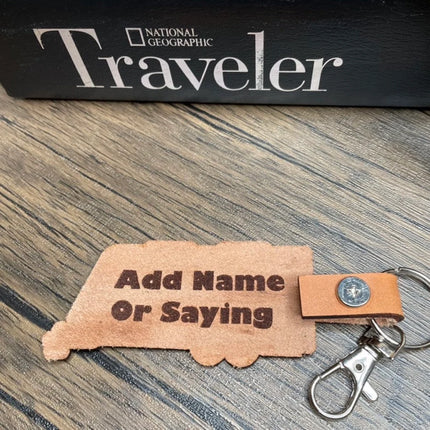 NATIONAL
GEOGRAPHIC
Traveler
Add Name
Or Saying